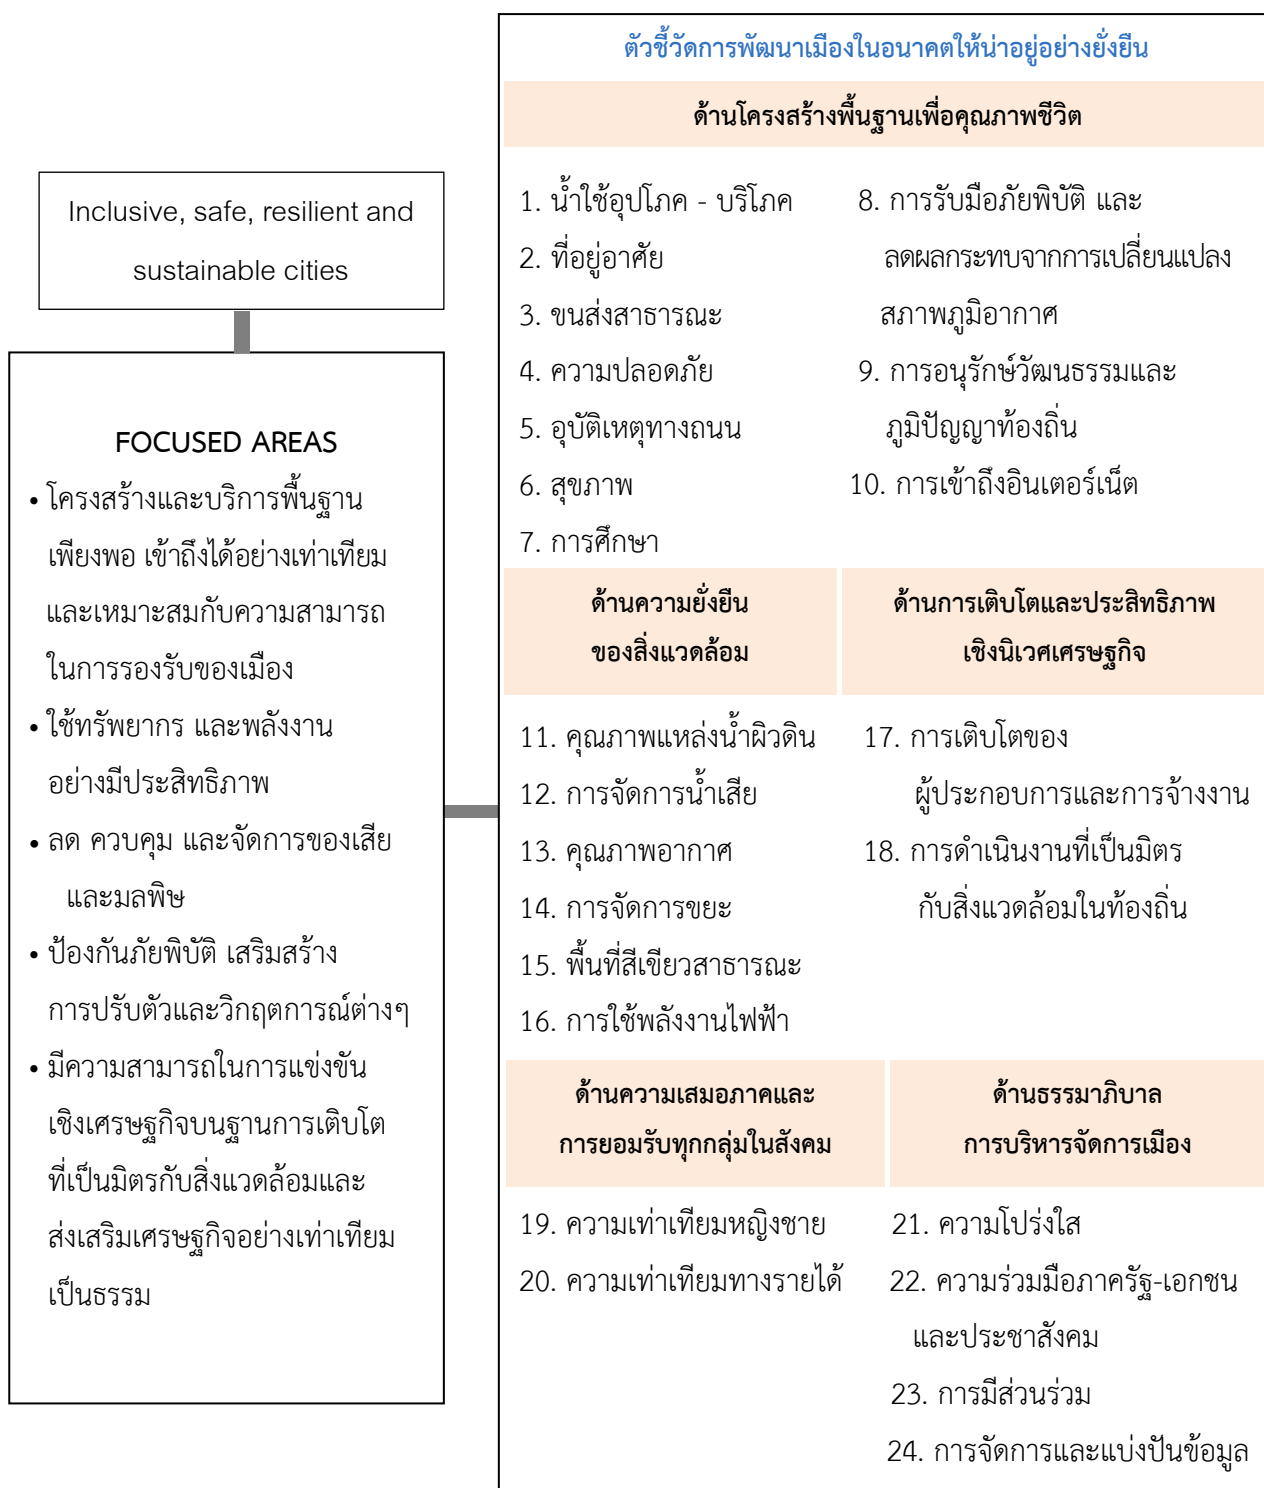 Inclusive, safe, resilient and
sustainable cities
FOCUSED AREAS
• โครงสร้างและบริการพื้นฐาน
เพียงพอ เข้าถึงได้อย่างเท่าเทียม
และเหมาะสมกับความสามารถ
ในการรองรับของเมือง
• ใช้ทรัพยากร และพลังงาน
อย่างมีประสิทธิภาพ
• ลด ควบคุม และจัดการของเสีย
และมลพิษ
• ป้องกันภัยพิบัติ เสริมสร้าง
การปรับตัวและวิกฤตการณ์ต่างๆ
• มีความสามารถในการแข่งขัน
เชิงเศรษฐกิจบนฐานการเติบโต
ที่เป็นมิตรกับสิ่งแวดล้อมและ
ส่งเสริมเศรษฐกิจอย่างเท่าเทียม
เป็นธรรม
ตัวชี้วัดการพัฒนาเมืองในอนาคตให้น่าอยู่อย่างยั่งยืน
ด้านโครงสร้างพื้นฐานเพื่อคุณภาพชีวิต
1. น้ำใช้อุปโภค - บริโภค
2. ที่อยู่อาศัย
3. ขนส่งสาธารณะ
4. ความปลอดภัย
5. อุบัติเหตุทางถนน
6. สุขภาพ
7. การศึกษา
8. การรับมือภัยพิบัติ และ
ลดผลกระทบจากการเปลี่ยนแปลง
สภาพภูมิอากาศ
9. การอนุรักษ์วัฒนธรรมและ
ภูมิปัญญาท้องถิ่น
10. การเข้าถึงอินเตอร์เน็ต
ด้านความยั่งยืน
ของสิ่งแวดล้อม
11. คุณภาพแหล่งน้ำผิวดิน
12. การจัดการน้ำเสีย
13. คุณภาพอากาศ
14. การจัดการขยะ
15. พื้นที่สีเขียวสาธารณะ
16. การใช้พลังงานไฟฟ้า
ด้านการเติบโตและประสิทธิภาพ
เชิงนิเวศเศรษฐกิจ
17. การเติบโตของ
ผู้ประกอบการและการจ้างงาน
18. การดำเนินงานที่เป็นมิตร
กับสิ่งแวดล้อมในท้องถิ่น
ด้านความเสมอภาคและ
การยอมรับทุกกลุ่มในสังคม
19. ความเท่าเทียมหญิงชาย
20. ความเท่าเทียมทางรายได้
ด้านธรรมาภิบาล
การบริหารจัดการเมือง
21. ความโปร่งใส
22. ความร่วมมือภาครัฐ-เอกชน
และประชาสังคม
23. การมีส่วนร่วม
24. การจัดการและแบ่งปันข้อมูล